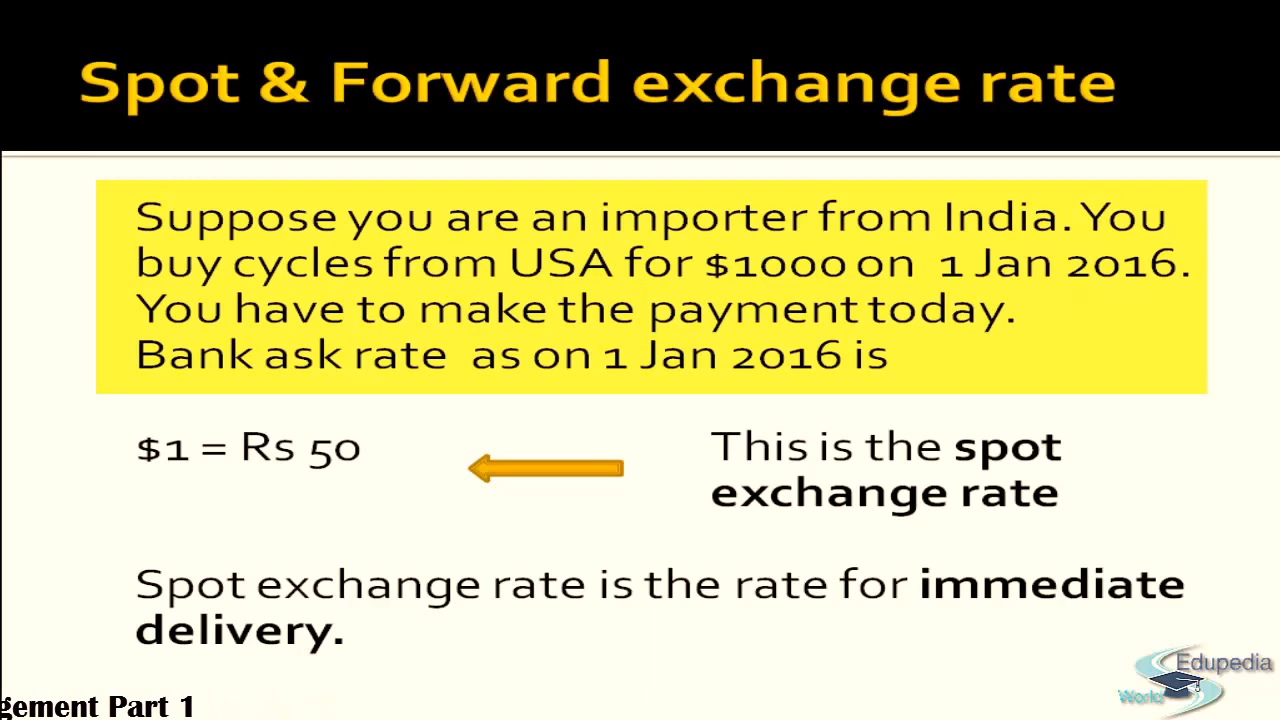 Spot & Forward exchange rate
Suppose you are an importer from India. You
buy cycles from USA for $1000 on 1 Jan 2016.
You have to make the payment today.
Bank ask rate as on 1 Jan 2016 is
$1 = Rs 50
This is the spot
exchange rate
Spot exchange rate is the rate for immediate
delivery.
Edupedia
World
gement Part 1